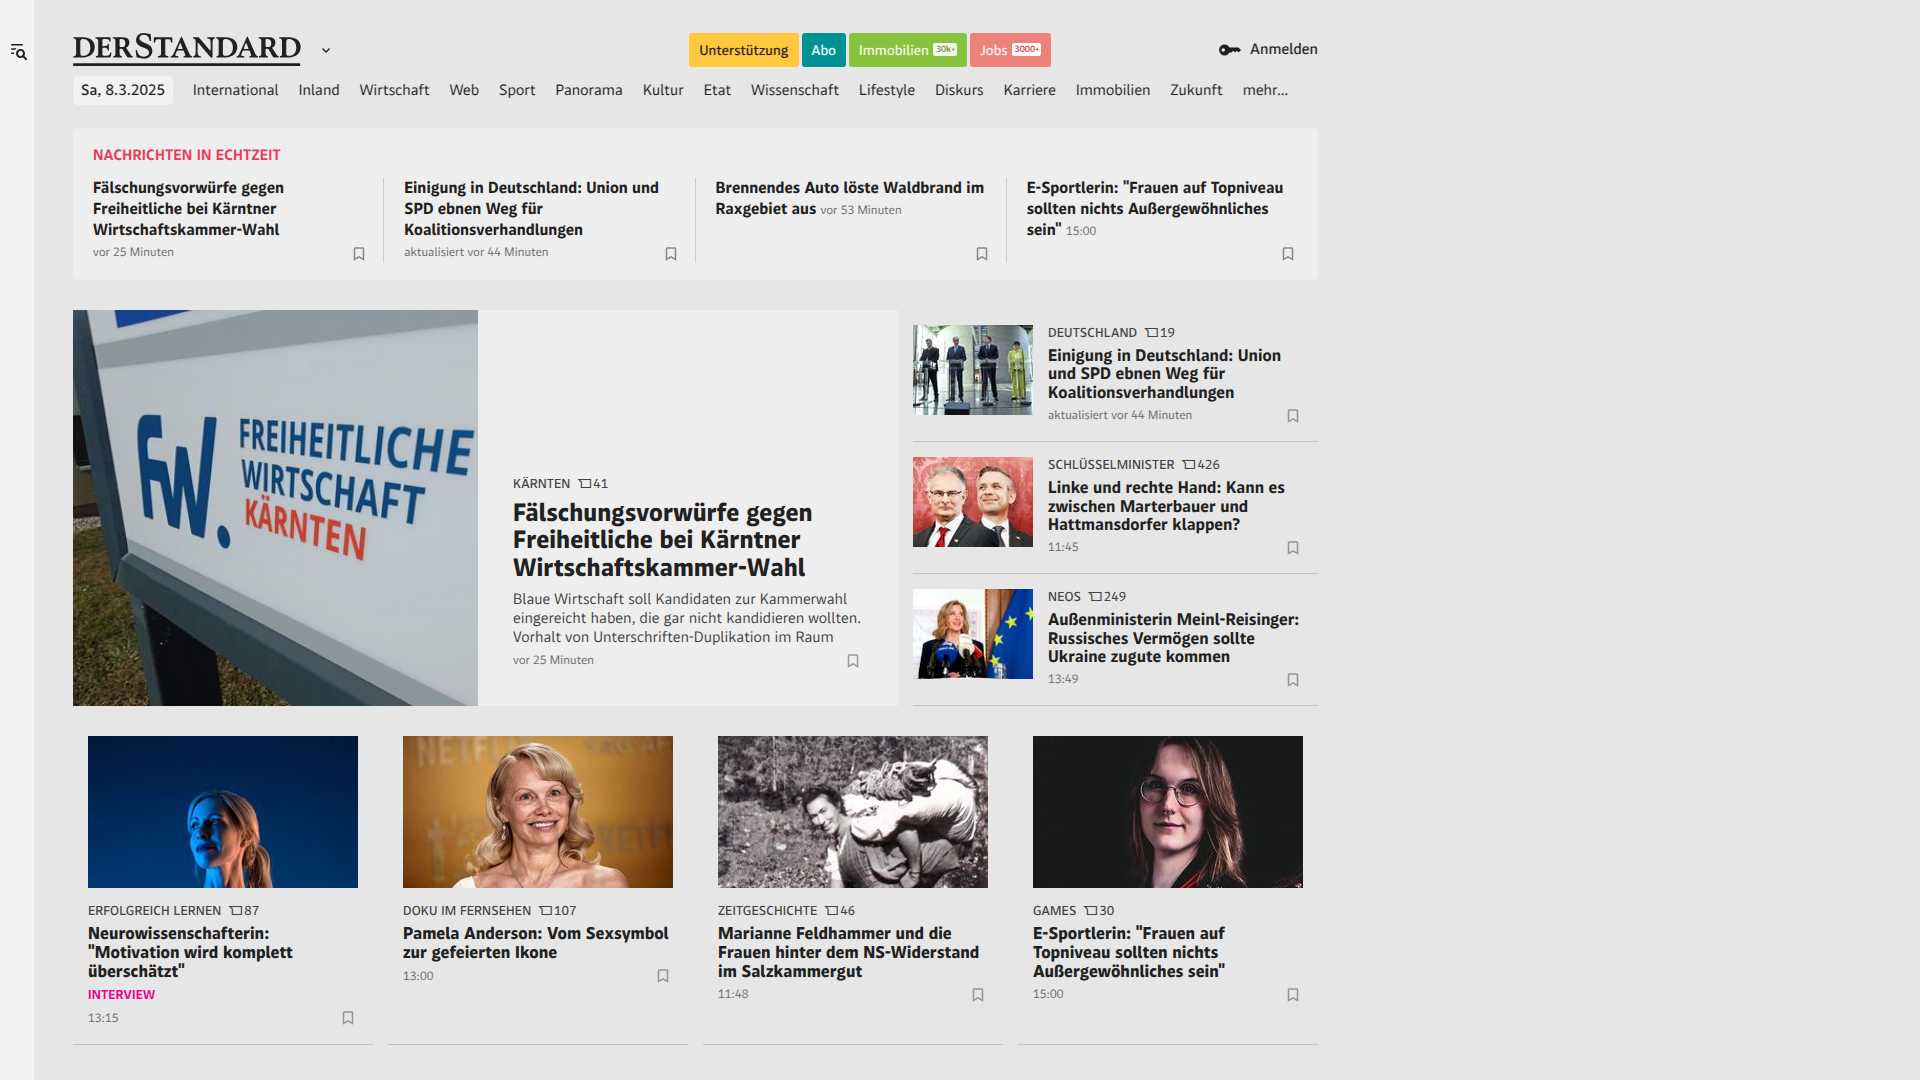 DERSTANDARD
Unterstützung
Abo
Immobilien 30k+
Jobs 3000+
Anmelden
Sa, 8.3.2025
International
Inland
Wirtschaft
Web
Sport
Panorama
Kultur
Etat
Wissenschaft
Lifestyle
Diskurs
Karriere
Immobilien
Zukunft
mehr...
NACHRICHTEN IN ECHTZEIT
Fälschungsvorwürfe gegen
Freiheitliche bei Kärntner
Wirtschaftskammer-Wahl
vor 25 Minuten
Einigung in Deutschland: Union und
SPD ebnen Weg für
Koalitionsverhandlungen
aktualisiert vor 44 Minuten
Brennendes Auto löste Waldbrand im
Raxgebiet aus vor 53 Minuten
E-Sportlerin: "Frauen auf Topniveau
sollten nichts Außergewöhnliches
sein" 15:00
fw.
FREIHEITLICHE
WIRTSCHAFT
KÄRNTEN
KÄRNTEN 41
Fälschungsvorwürfe gegen
Freiheitliche bei Kärntner
Wirtschaftskammer-Wahl
Blaue Wirtschaft soll Kandidaten zur Kammerwahl
eingereicht haben, die gar nicht kandidieren wollten.
Vorhalt von Unterschriften-Duplikation im Raum
vor 25 Minuten
DEUTSCHLAND 19
Einigung in Deutschland: Union
und SPD ebnen Weg für
Koalitionsverhandlungen
aktualisiert vor 44 Minuten
SCHLÜSSELMINISTER 426
Linke und rechte Hand: Kann es
zwischen Marterbauer und
Hattmansdorfer klappen?
11:45
NEOS 249
Außenministerin Meinl-Reisinger:
Russisches Vermögen sollte
Ukraine zugute kommen
13:49
ERFOLGREICH LERNEN 87
Neurowissenschafterin:
"Motivation wird komplett
überschätzt"
INTERVIEW
13:15
NETFLIX
DOKU IM FERNSEHEN 107
Pamela Anderson: Vom Sexsymbol
zur gefeierten Ikone
13:00
ZEITGESCHICHTE 46
Marianne Feldhammer und die
Frauen hinter dem NS-Widerstand
im Salzkammergut
11:48
GAMES 30
E-Sportlerin: "Frauen auf
Topniveau sollten nichts
Außergewöhnliches sein"
15:00